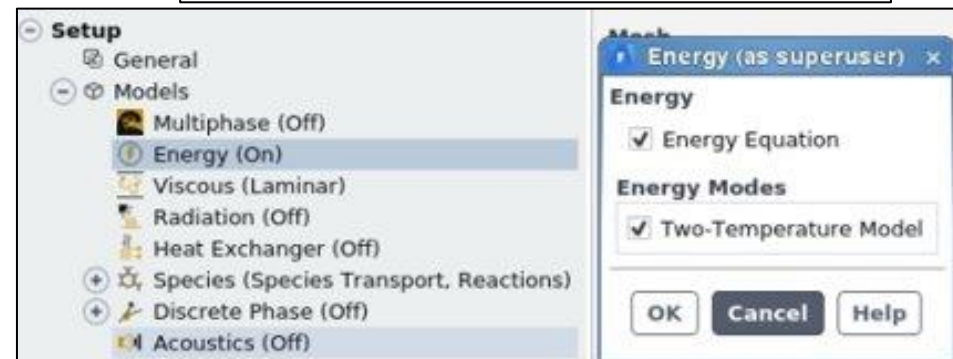 Setup
General
Models
Multiphase (Off)
Energy (On)
Viscous (Laminar)
Radiation (Off)
Heat Exchanger (Off)
Species (Species Transport, Reactions)
Discrete Phase (Off)
Acoustics (Off)
Mesh
Energy (as superuser)
Energy
Energy Equation
Energy Modes
Two-Temperature Model
OK Cancel Help